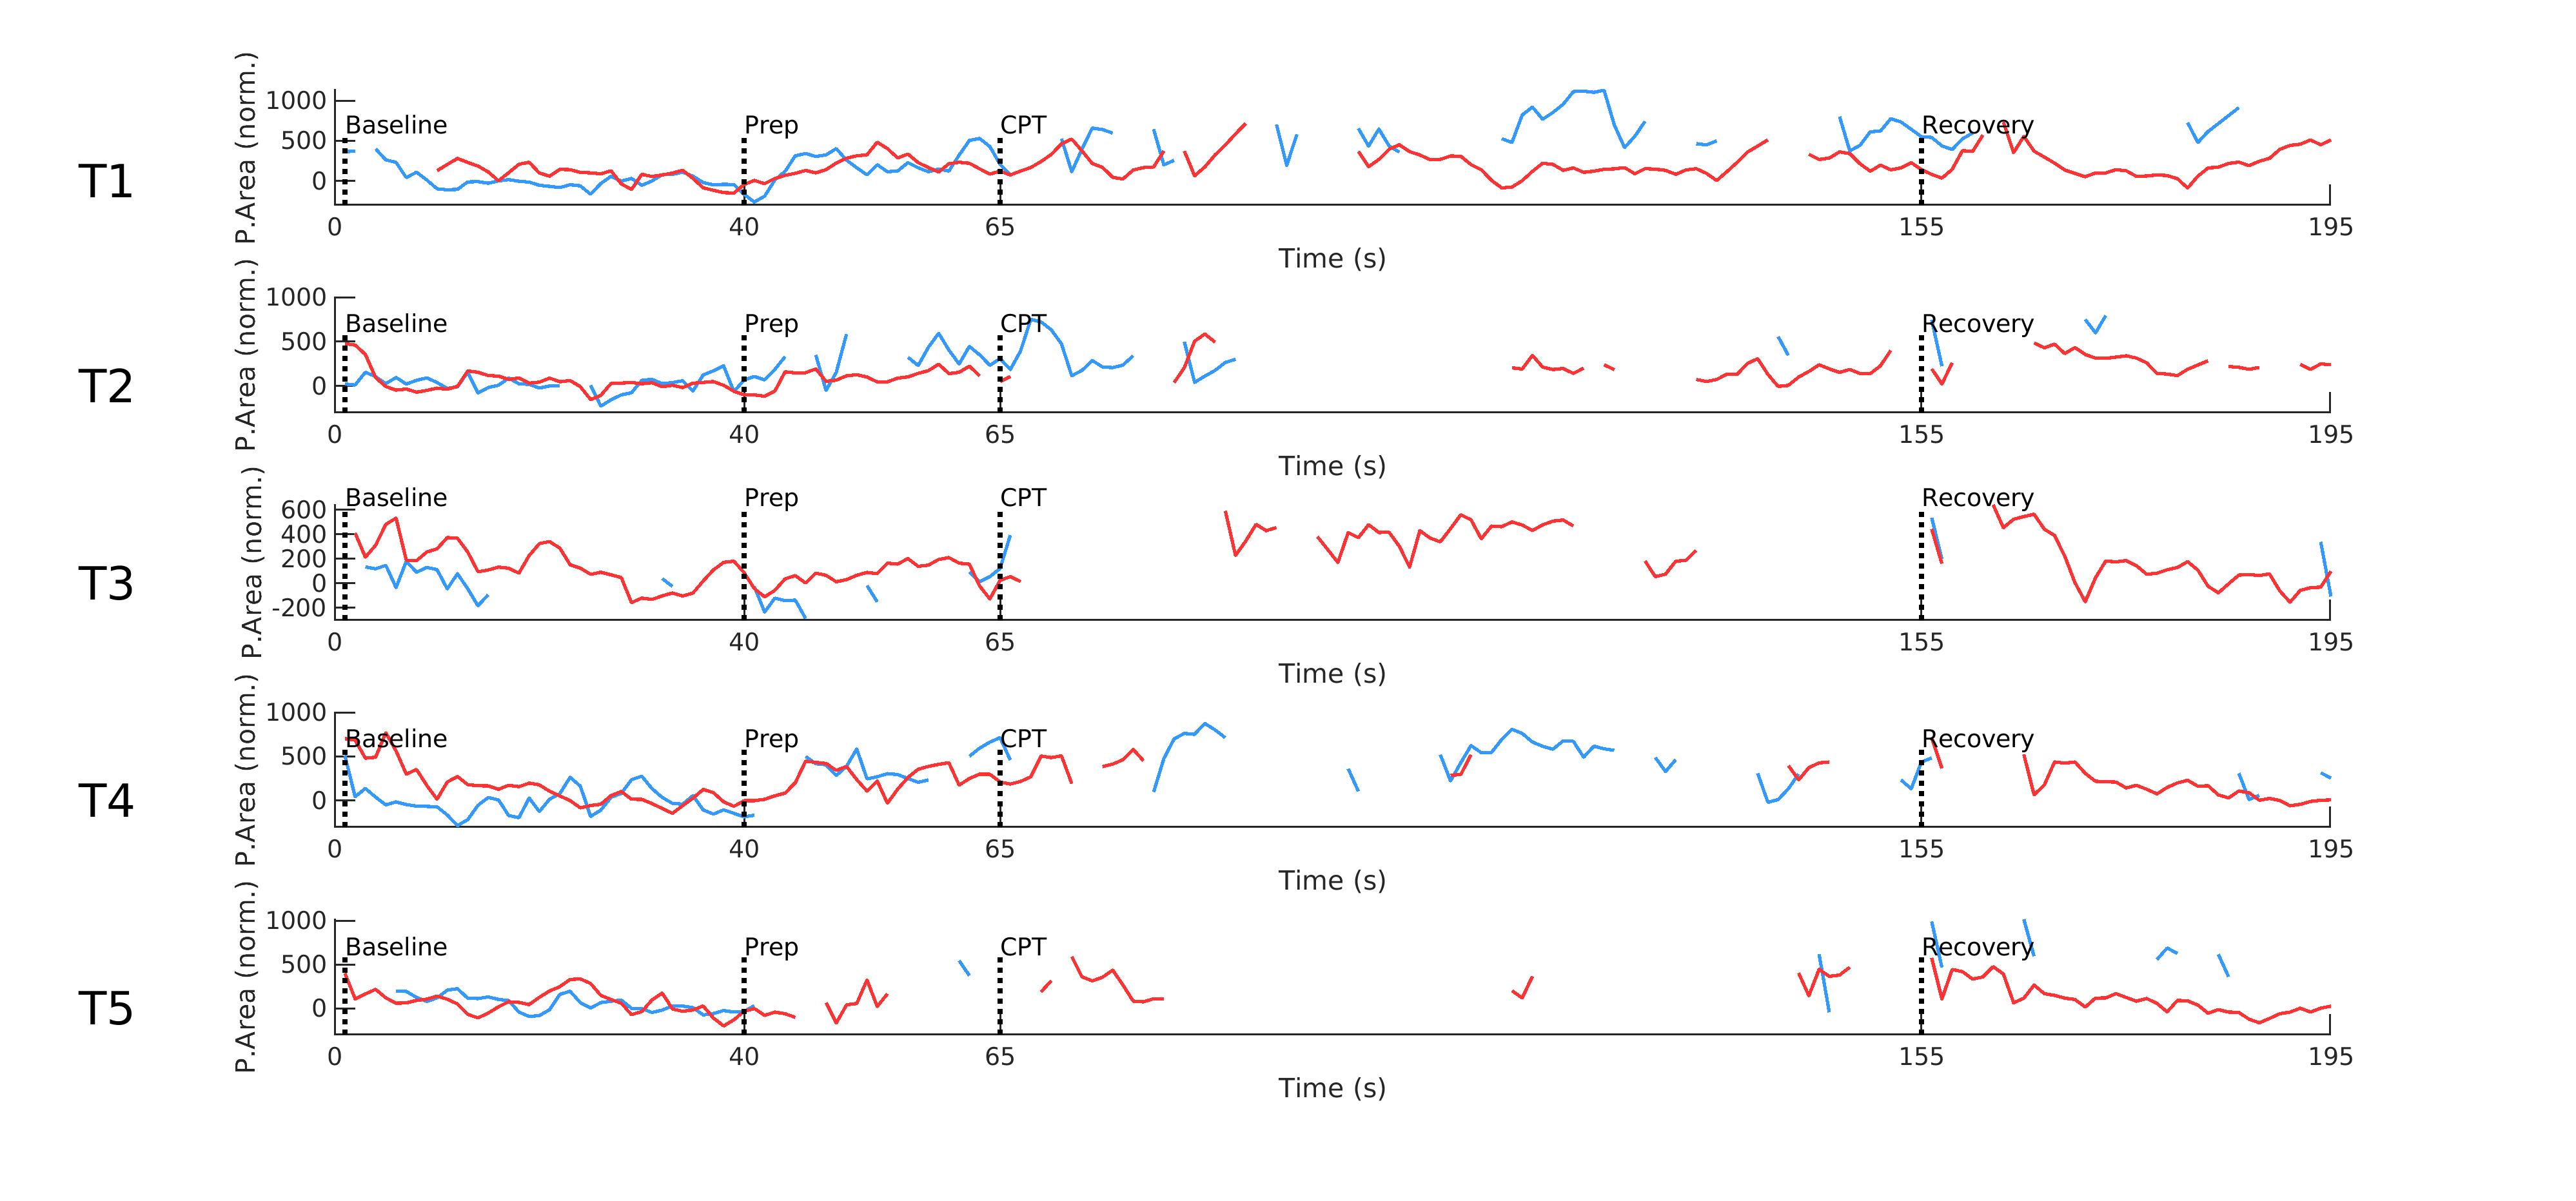 P.Area (norm.)
1000
500
0
Baseline
Prep
CPT
Recovery
T1
0
40
65
155
195
Time (s)
P.Area (norm.)
1000
500
0
Baseline
Prep
CPT
Recovery
T2
0
40
65
155
195
Time (s)
P.Area (norm.)
600
400
200
0
-200
Baseline
Prep
CPT
Recovery
T3
0
40
65
155
195
Time (s)
P.Area (norm.)
1000
500
0
Baseline
Prep
CPT
Recovery
T4
0
40
65
155
195
Time (s)
P.Area (norm.)
1000
500
0
Baseline
Prep
CPT
Recovery
T5
0
40
65
155
195
Time (s)